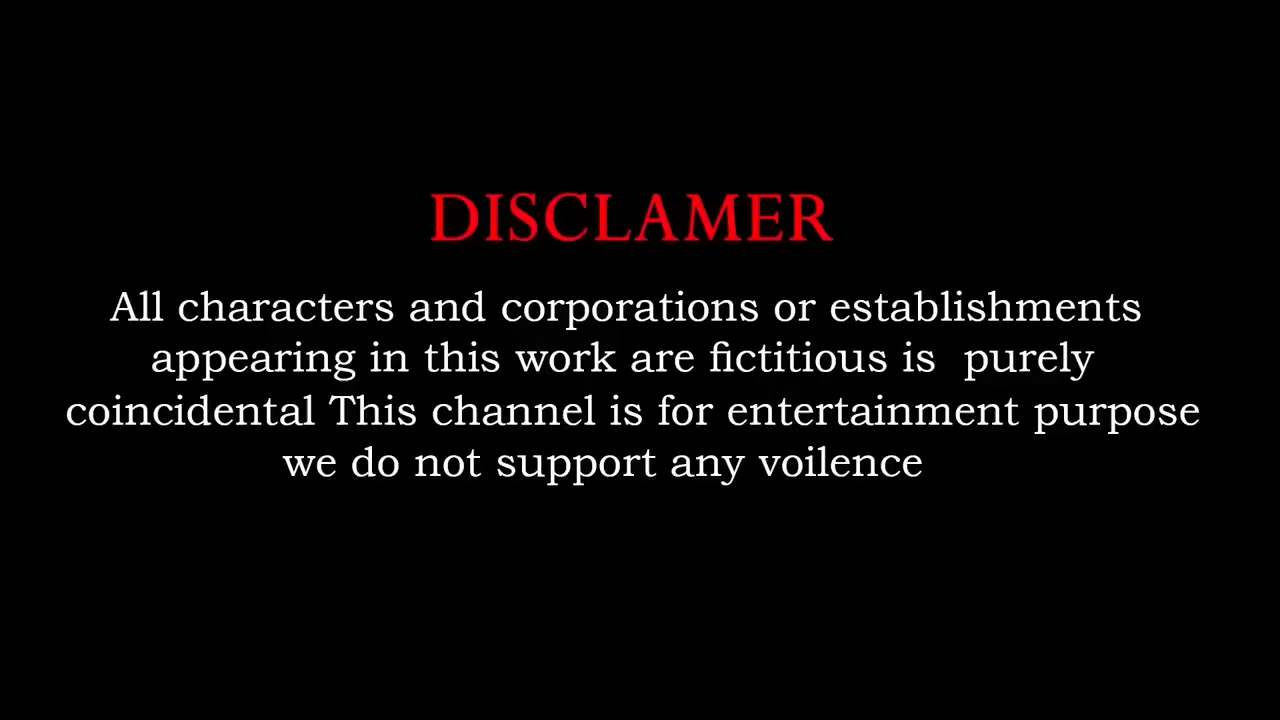 DISCLAMER
All characters and corporations or establishments
appearing in this work are fictitious is  purely
coincidental This channel is for entertainment purpose
we do not support any voilence